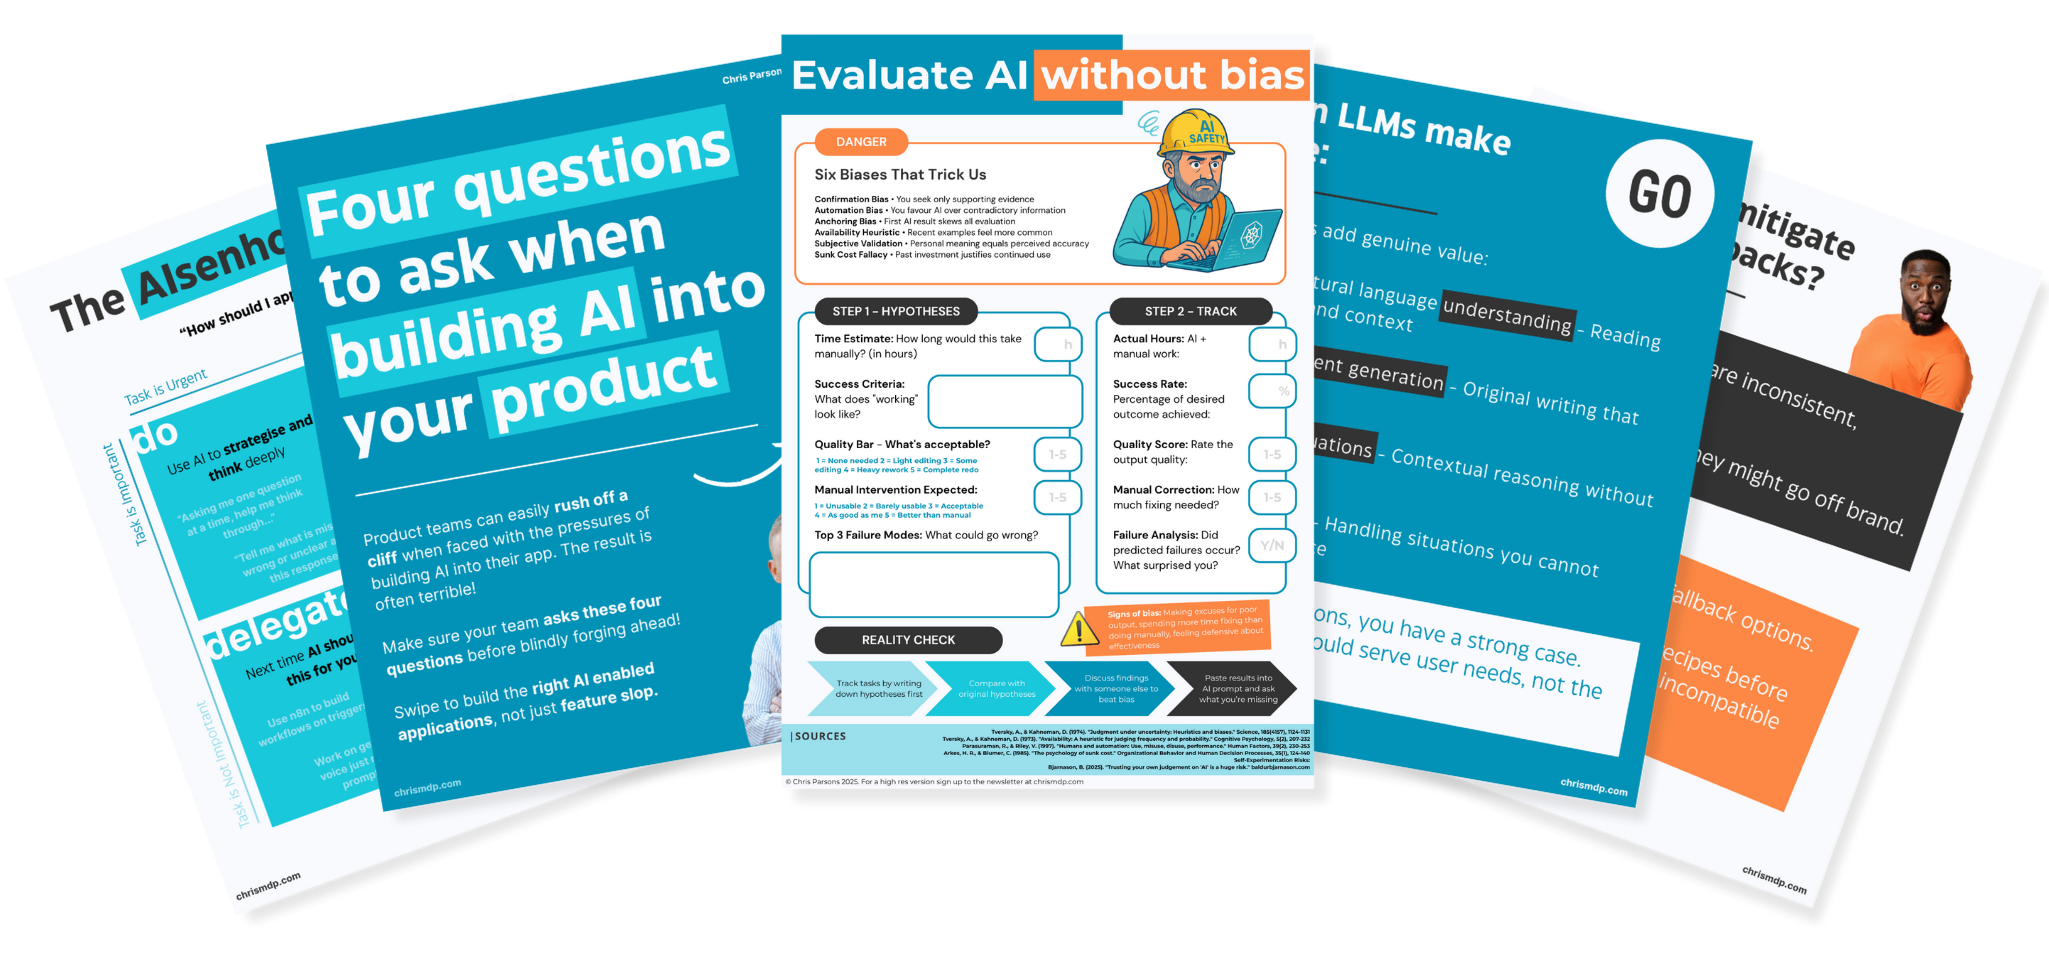 The AIsenho
"How should I app
Task is Urgent
Task is Important
Task is Not Important
do
Use AI to strategise and
think deeply
"Asking me one question
at a time, help me think
through..."
"Tell me what is mis
wrong or unclear a
this response
delegate
Next time AI shou
this for you
Use n8n to build
workflows on trigger
Work on ge
voice just
promp
chrismdp.com
Chris Parson
Four questions
to ask when
building AI into
your product
Product teams can easily rush off a
cliff when faced with the pressures of
building AI into their app. The result is
often terrible!
Make sure your team asks these four
questions before blindly forging ahead!
Swipe to build the right AI enabled
applications, not just feature slop.
chrismdp.com
Evaluate AI without bias
DANGER
AI
SAFETY
Six Biases That Trick Us
Confirmation Bias • You seek only supporting evidence
Automation Bias • You favour AI over contradictory information
Anchoring Bias • First AI result skews all evaluation
Availability Heuristic • Recent examples feel more common
Subjective Validation • Personal meaning equals perceived accuracy
Sunk Cost Fallacy • Past investment justifies continued use
STEP 1 - HYPOTHESES
Time Estimate: How long would this take
manually? (in hours)
h
Success Criteria:
What does "working"
look like?
Quality Bar - What's acceptable?
1 = None needed 2 = Light editing 3 = Some
editing 4 = Heavy rework 5 = Complete redo
1-5
Manual Intervention Expected:
1 = Unusable 2 = Barely usable 3 = Acceptable
4 = As good as me 5 = Better than manual
1-5
Top 3 Failure Modes: What could go wrong?
STEP 2 - TRACK
Actual Hours: AI +
manual work:
h
Success Rate:
Percentage of desired
outcome achieved:
%
Quality Score: Rate the
output quality:
1-5
Manual Correction: How
much fixing needed?
1-5
Failure Analysis: Did
predicted failures occur?
What surprised you?
Y/N
Signs of bias: Making excuses for poor
output, spending more time fixing than
doing manually, feeling defensive about
effectiveness
REALITY CHECK
Track tasks by writing
down hypotheses first
Compare with
original hypotheses
Discuss findings
with someone else to
beat bias
Paste results into
AI prompt and ask
what you're missing
| SOURCES
Tversky, A., & Kahneman, D. (1974). "Judgment under uncertainty: Heuristics and biases." Science, 185(4157), 1124-1131
Tversky, A., & Kahneman, D. (1973). "Availability: A heuristic for judging frequency and probability." Cognitive Psychology, 5(2), 207-232
Parasuraman, R., & Riley, V. (1997). "Humans and automation: Use, misuse, disuse, performance." Human Factors, 39(2), 230-253
Arkes, H. R., & Blumer, C. (1985). "The psychology of sunk cost." Organizational Behavior and Human Decision Processes, 35(1), 124-140
Self-Experimentation Risks:
Bjarnason, B. (2025). "Trusting your own judgement on 'AI' is a huge risk." baldurbjarnason.com
© Chris Parsons 2025. For a high res version sign up to the newsletter at chrismdp.com
n LLMs make
e:
GO
s add genuine value:
tural language understanding - Reading
nd context
ent generation - Original writing that
uations - Contextual reasoning without
- Handling situations you cannot
ce
ons, you have a strong case.
ould serve user needs, not the
chrismdp.com
mitigate
backs?
are inconsistent,
hey might go off brand.
allback options.
ecipes before
incompatible
chrismdp.com